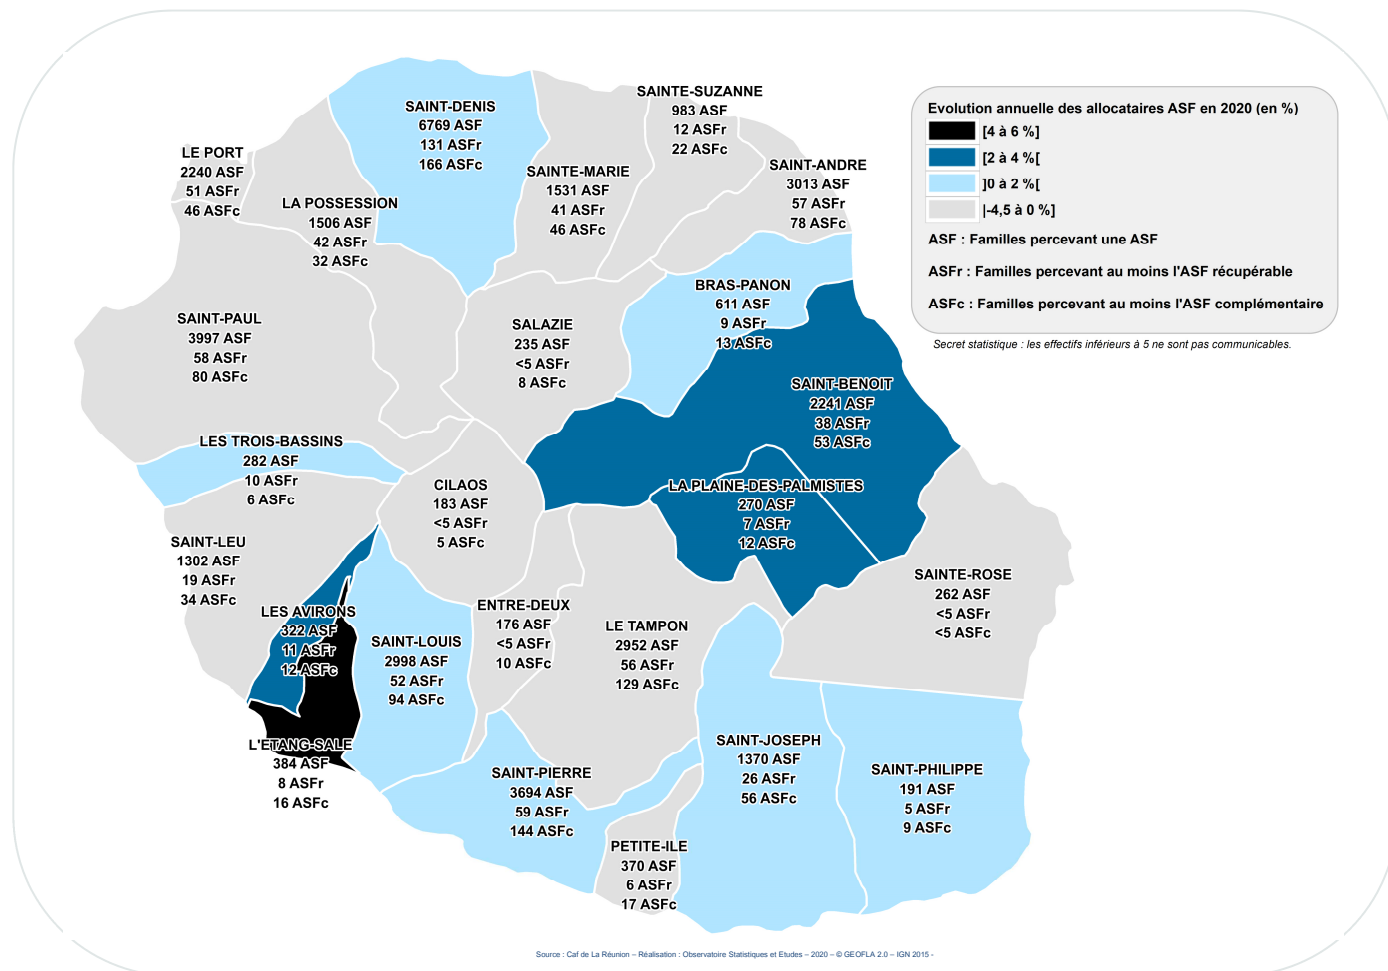 SAINT-DENIS
6769 ASF
131 ASFr
166 ASFc
SAINTE-SUZANNE
983 ASF
12 ASFr
22 ASFc
LE PORT
2240 ASF
51 ASFr
46 ASFc
SAINTE-MARIE
1531 ASF
41 ASFr
46 ASFc
SAINT-ANDRE
3013 ASF
57 ASFr
78 ASFc
LA POSSESSION
1506 ASF
42 ASFr
32 ASFc
BRAS-PANON
611 ASF
9 ASFr
13 ASFc
SAINT-PAUL
3997 ASF
58 ASFr
80 ASFc
SALAZIE
235 ASF
<5 ASFr
8 ASFc
SAINT-BENOIT
2241 ASF
38 ASFr
53 ASFc
LES TROIS-BASSINS
282 ASF
10 ASFr
6 ASFc
CILAOS
183 ASF
<5 ASFr
5 ASFc
LA PLAINE-DES-PALMISTES
270 ASF
7 ASFr
12 ASFc
SAINT-LEU
1302 ASF
19 ASFr
34 ASFc
SAINTE-ROSE
262 ASF
<5 ASFr
<5 ASFc
LES AVIRONS
322 ASF
11 ASFr
12 ASFc
SAINT-LOUIS
2998 ASF
52 ASFr
94 ASFc
ENTRE-DEUX
176 ASF
<5 ASFr
10 ASFc
LE TAMPON
2952 ASF
56 ASFr
129 ASFc
L'ETANG-SALE
384 ASF
8 ASFr
16 ASFc
SAINT-PIERRE
3694 ASF
59 ASFr
144 ASFc
SAINT-JOSEPH
1370 ASF
26 ASFr
56 ASFc
SAINT-PHILIPPE
191 ASF
5 ASFr
9 ASFc
PETITE-ILE
370 ASF
6 ASFr
17 ASFc
Evolution annuelle des allocataires ASF en 2020 (en %)
[4 à 6 %]
[2 à 4 %[
]0 à 2 %[
|-4,5 à 0 %]
ASF : Familles percevant une ASF
ASFr : Familles percevant au moins l'ASF récupérable
ASFc : Familles percevant au moins l'ASF complémentaire
Secret statistique : les effectifs inférieurs à 5 ne sont pas communicables.
Source : Caf de La Réunion – Réalisation : Observatoire Statistiques et Etudes – 2020 – © GEOFLA 2.0 – IGN 2015 -